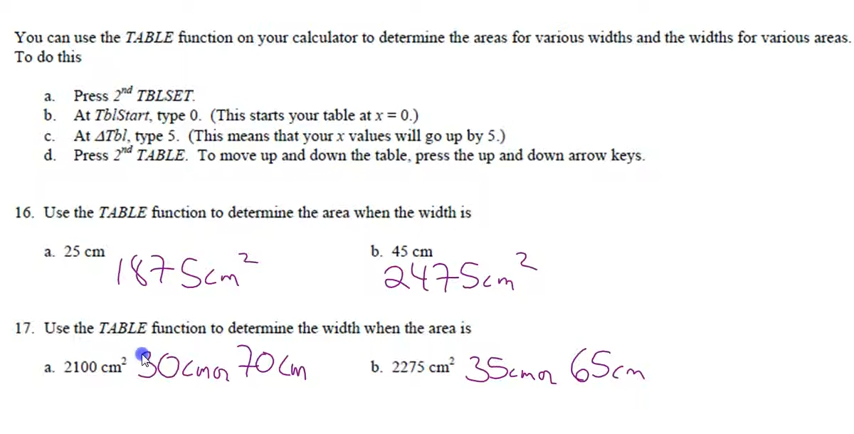 You can use the TABLE function on your calculator to determine the areas for various widths and the widths for various areas.
To do this
a. Press 2nd TBLSET.
b. At TblStart, type 0. (This starts your table at x = 0.)
c. At ΔTbl, type 5. (This means that your x values will go up by 5.)
d. Press 2nd TABLE. To move up and down the table, press the up and down arrow keys.
16. Use the TABLE function to determine the area when the width is
a. 25 cm b. 45 cm
1875cm² 2475cm²
17. Use the TABLE function to determine the width when the area is
a. 2100 cm² 30cm or 70cm b. 2275 cm² 35cm or 65cm